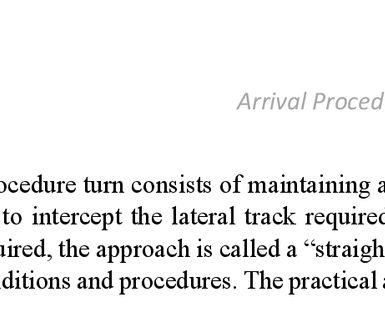 Arrival Proced
ocedure turn consists of maintaining a
to intercept the lateral track required
uired, the approach is called a “straigh
nditions and procedures. The practical a